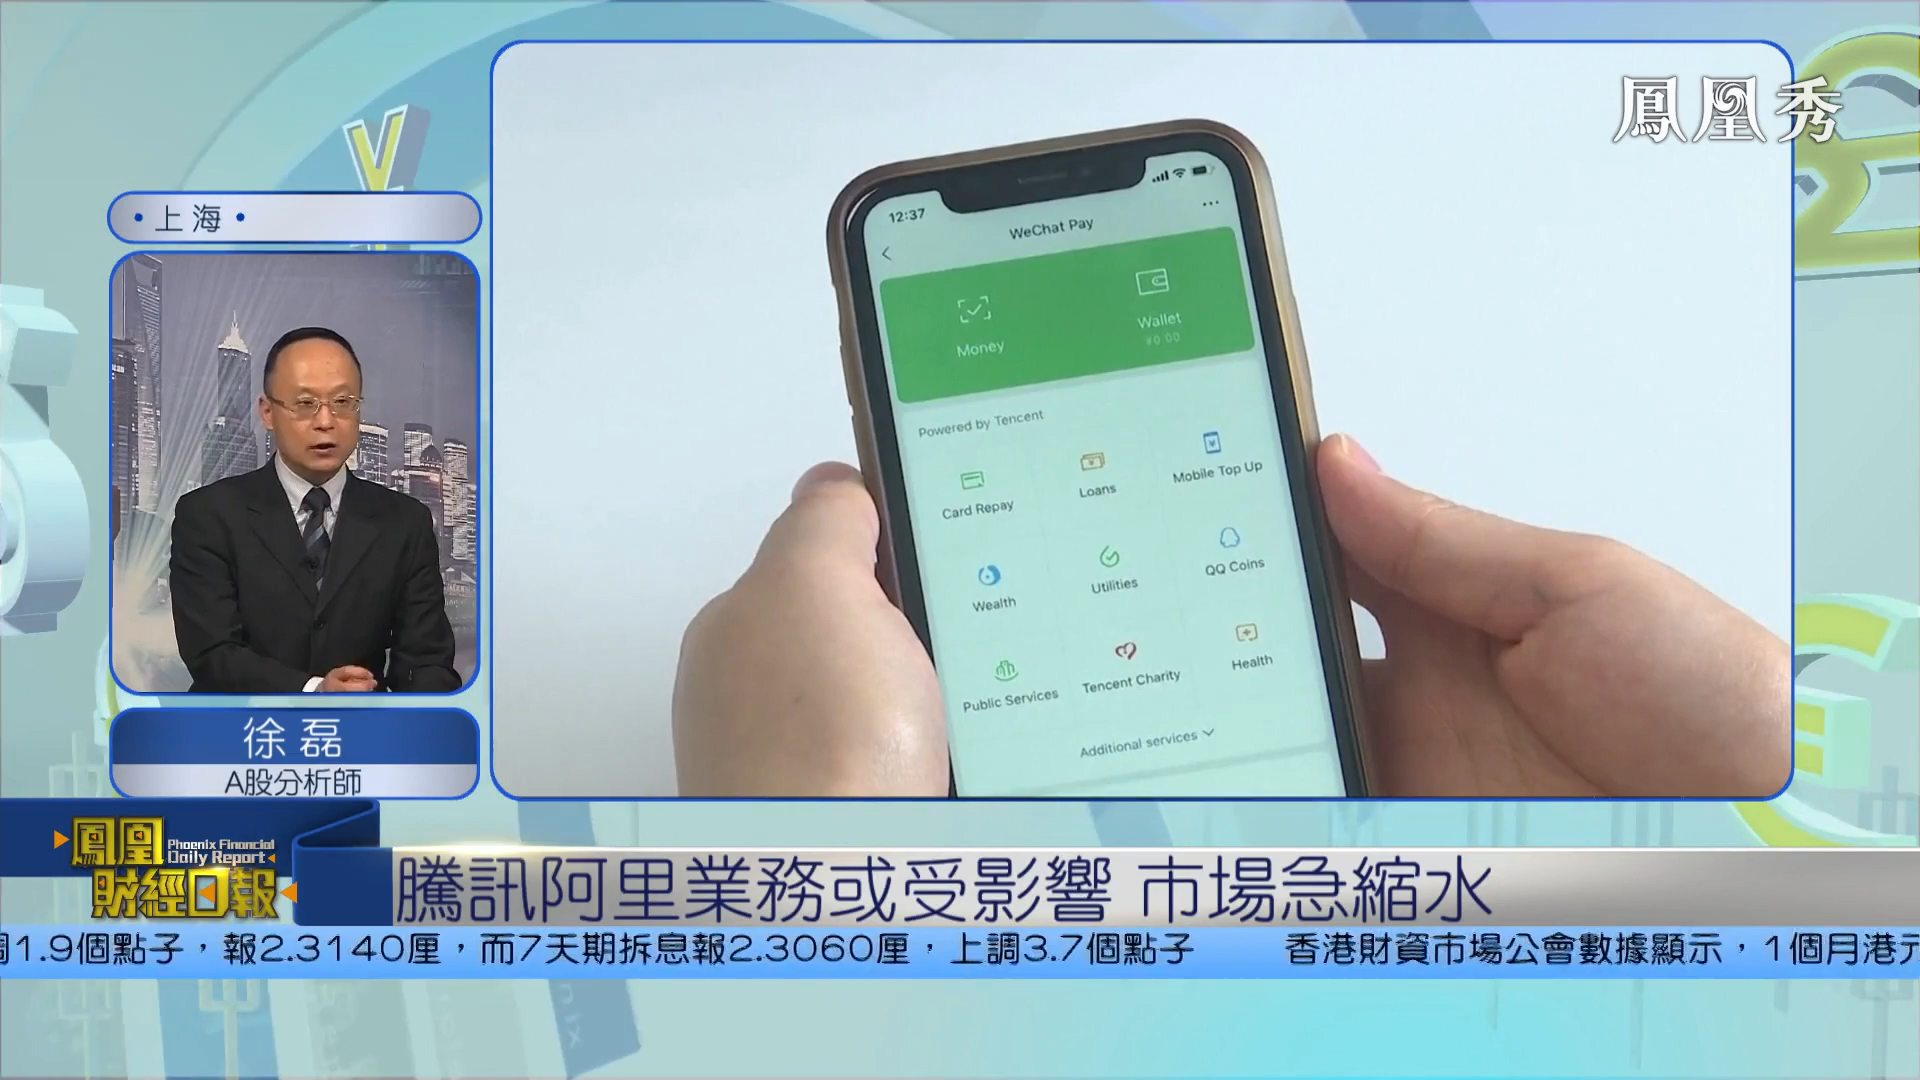 鳳凰秀
•上海•
12:37
WeChat Pay
Money
Wallet
¥0.00
Powered by Tencent
Card Repay
Loans
Mobile Top Up
Wealth
Utilities
QQ Coins
Public Services
Tencent Charity
Health
Additional services
徐磊
A股分析師
鳳凰
Phoenix Financial
Daily Report
財經日報
騰訊阿里業務或受影響 市場急縮水
調1.9個點子，報2.3140厘，而7天期拆息報2.3060厘，上調3.7個點子 香港財資市場公會數據顯示，1個月港元